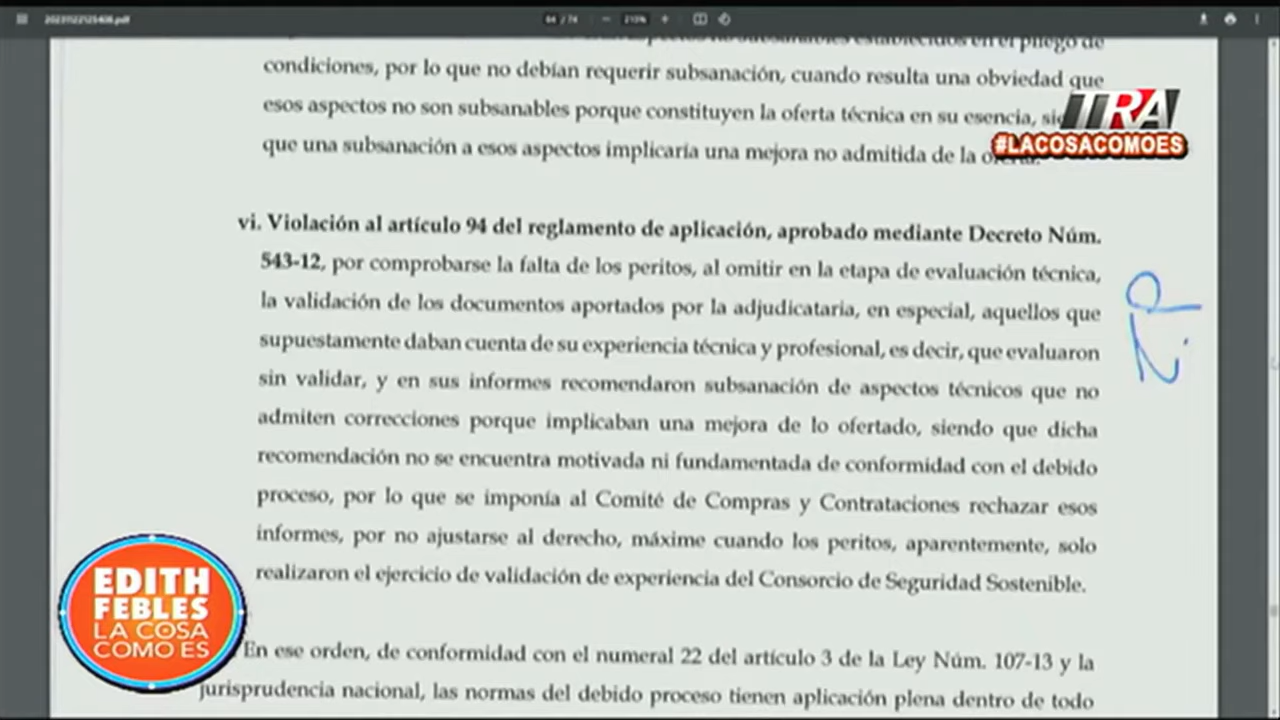 20231122125406.pdf
64 / 74
210%
condiciones, por lo que no debían requerir subsanación, cuando resulta una obviedad que
TRA
esos aspectos no son subsanables porque constituyen la oferta técnica en su esencia,
#LACOSACOMOES
que una subsanación a esos aspectos implicaría una mejora no admitida de la
vi. Violación al artículo 94 del reglamento de aplicación, aprobado mediante Decreto Núm.
543-12, por comprobarse la falta de los peritos, al omitir en la etapa de evaluación técnica,
la validación de los documentos aportados por la adjudicataria, en especial, aquellos que
supuestamente daban cuenta de su experiencia técnica y profesional, es decir, que evaluaron
sin validar, y en sus informes recomendaron subsanación de aspectos técnicos que no
admiten correcciones porque implicaban una mejora de lo ofertado, siendo que dicha
recomendación no se encuentra motivada ni fundamentada de conformidad con el debido
proceso, por lo que se imponía al Comité de Compras y Contrataciones rechazar esos
informes, por no ajustarse al derecho, máxime cuando los peritos, aparentemente, solo
realizaron el ejercicio de validación de experiencia del Consorcio de Seguridad Sostenible.
EDITH
FEBLES
LA COSA
COMO ES
En ese orden, de conformidad con el numeral 22 del artículo 3 de la Ley Núm. 107-13 y la
jurisprudencia nacional, las normas del debido proceso tienen aplicación plena dentro de todo